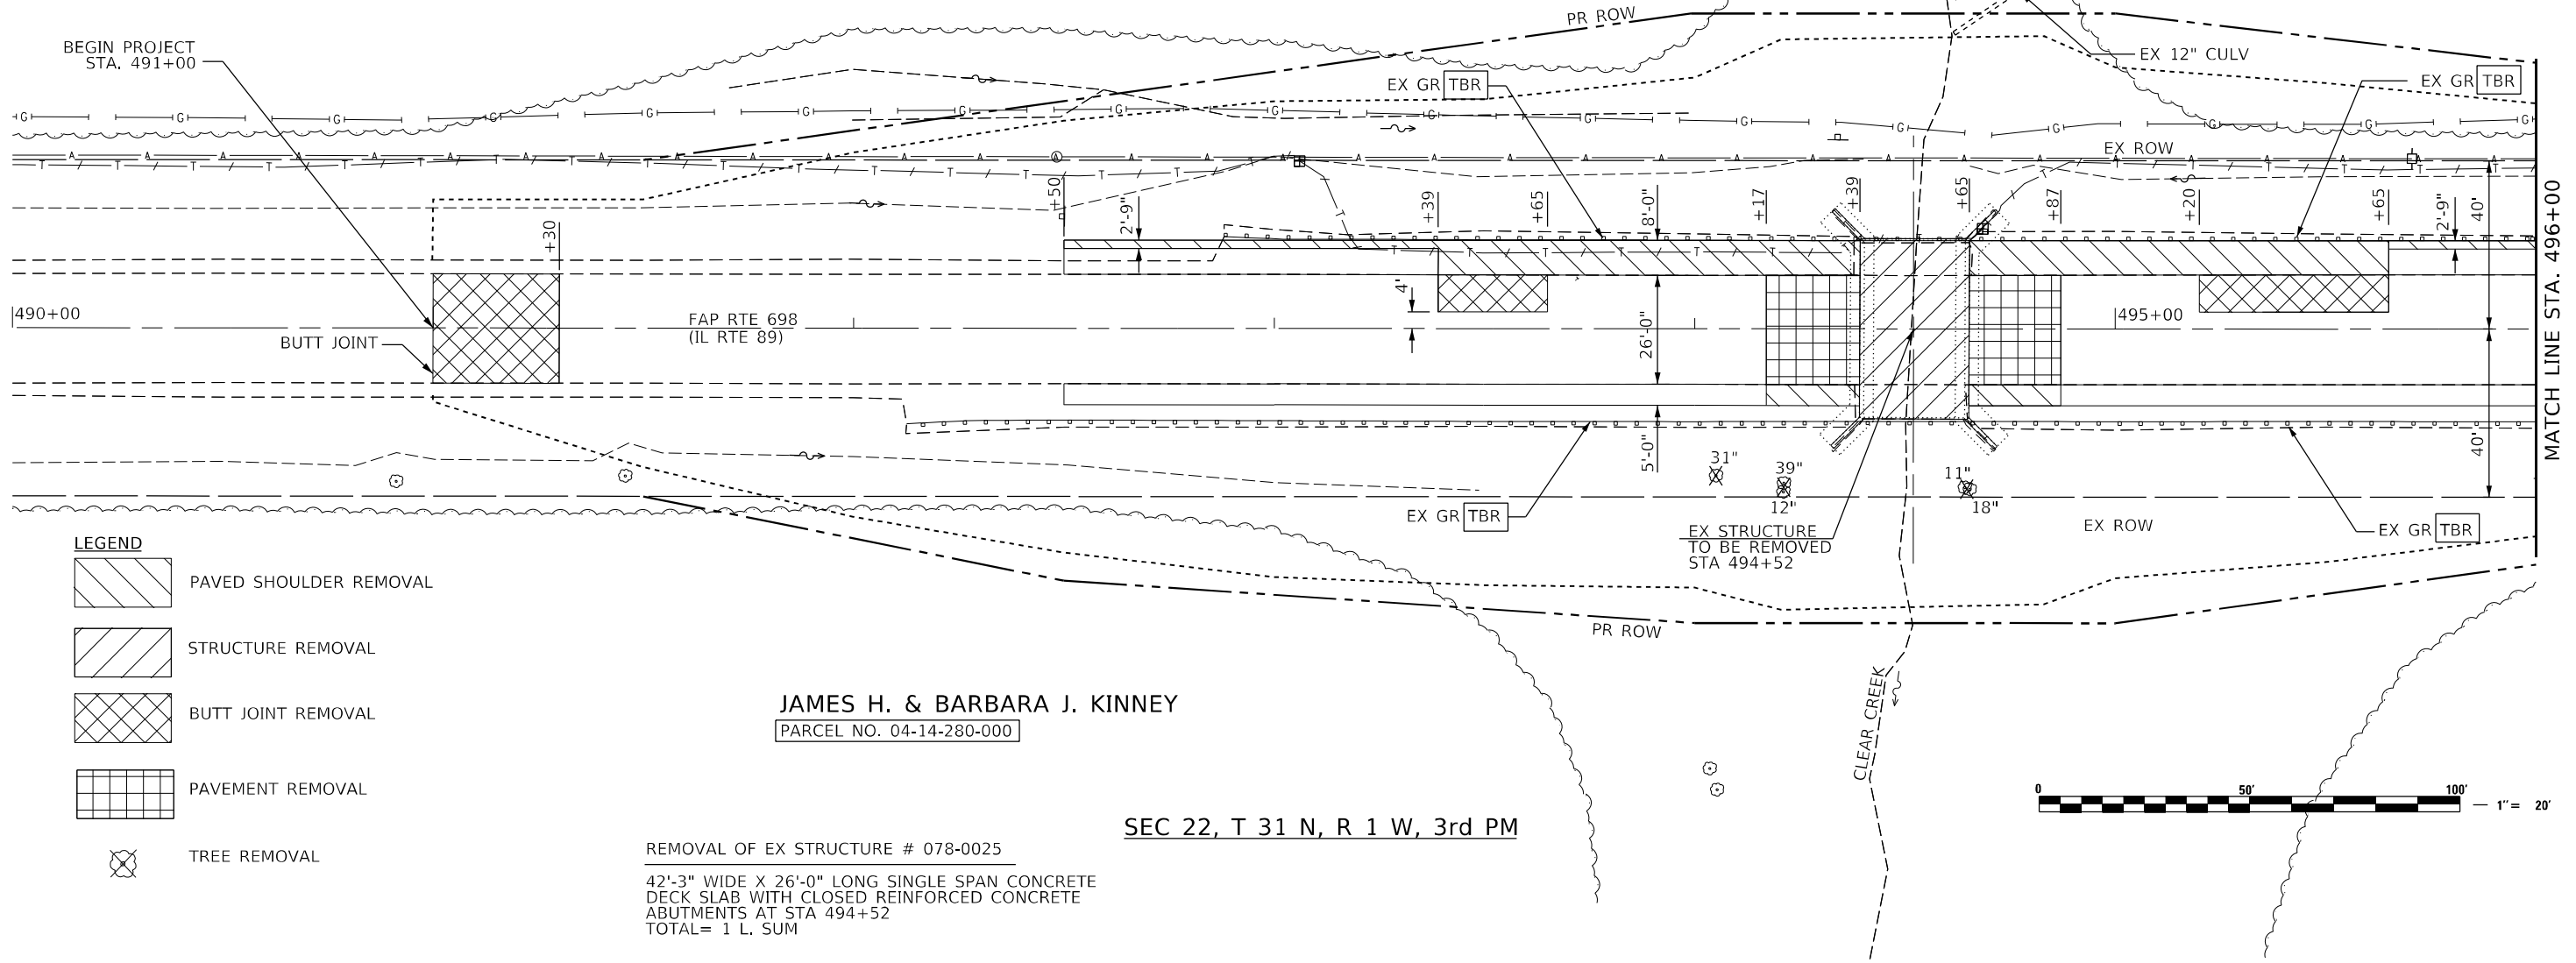 PR ROW
BEGIN PROJECT
STA. 491+00
EX 12" CULV
EX GR TBR
EX GR TBR
G G G G G G G G G G G G G G G G G
EX ROW
A A A A A A A A A A A A A A A A A A A A A A A A A A A A A A A A A
T T T T T T T T T T T T T T T T T
+50
2'-9"
+39
+65
8'-0"
+17
+39
+65
+87
+20
+65
2'-9"
40'
+30
4'
26'-0"
490+00
FAP RTE 698
(IL RTE 89)
495+00
BUTT JOINT
MATCH LINE STA. 496+00
5'-0"
40'
31"
39"
12"
11"
18"
EX GR TBR
EX STRUCTURE
TO BE REMOVED
STA 494+52
EX ROW
EX GR TBR
PR ROW
LEGEND
PAVED SHOULDER REMOVAL
STRUCTURE REMOVAL
BUTT JOINT REMOVAL
PAVEMENT REMOVAL
TREE REMOVAL
JAMES H. & BARBARA J. KINNEY
PARCEL NO. 04-14-280-000
CLEAR CREEK
SEC 22, T 31 N, R 1 W, 3rd PM
0 50' 100'
1"= 20'
REMOVAL OF EX STRUCTURE # 078-0025
42'-3" WIDE X 26'-0" LONG SINGLE SPAN CONCRETE
DECK SLAB WITH CLOSED REINFORCED CONCRETE
ABUTMENTS AT STA 494+52
TOTAL= 1 L. SUM